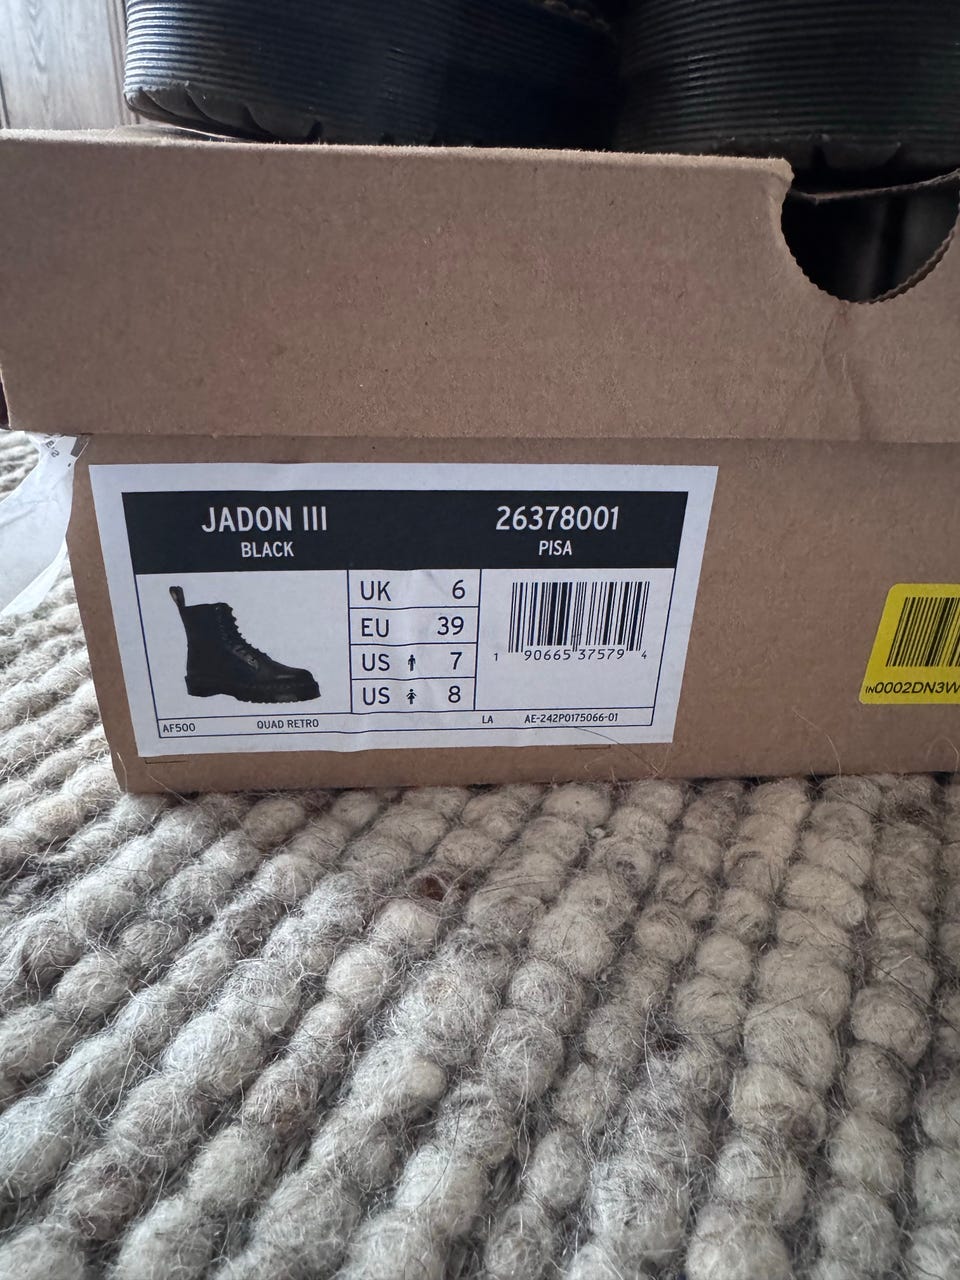 JADON III
BLACK
26378001
PISA
UK 6
EU 39
US 7
US 8
1 90665 37579 4
AF500 QUAD RETRO LA AE-242P0175066-01
IN0002DN3W